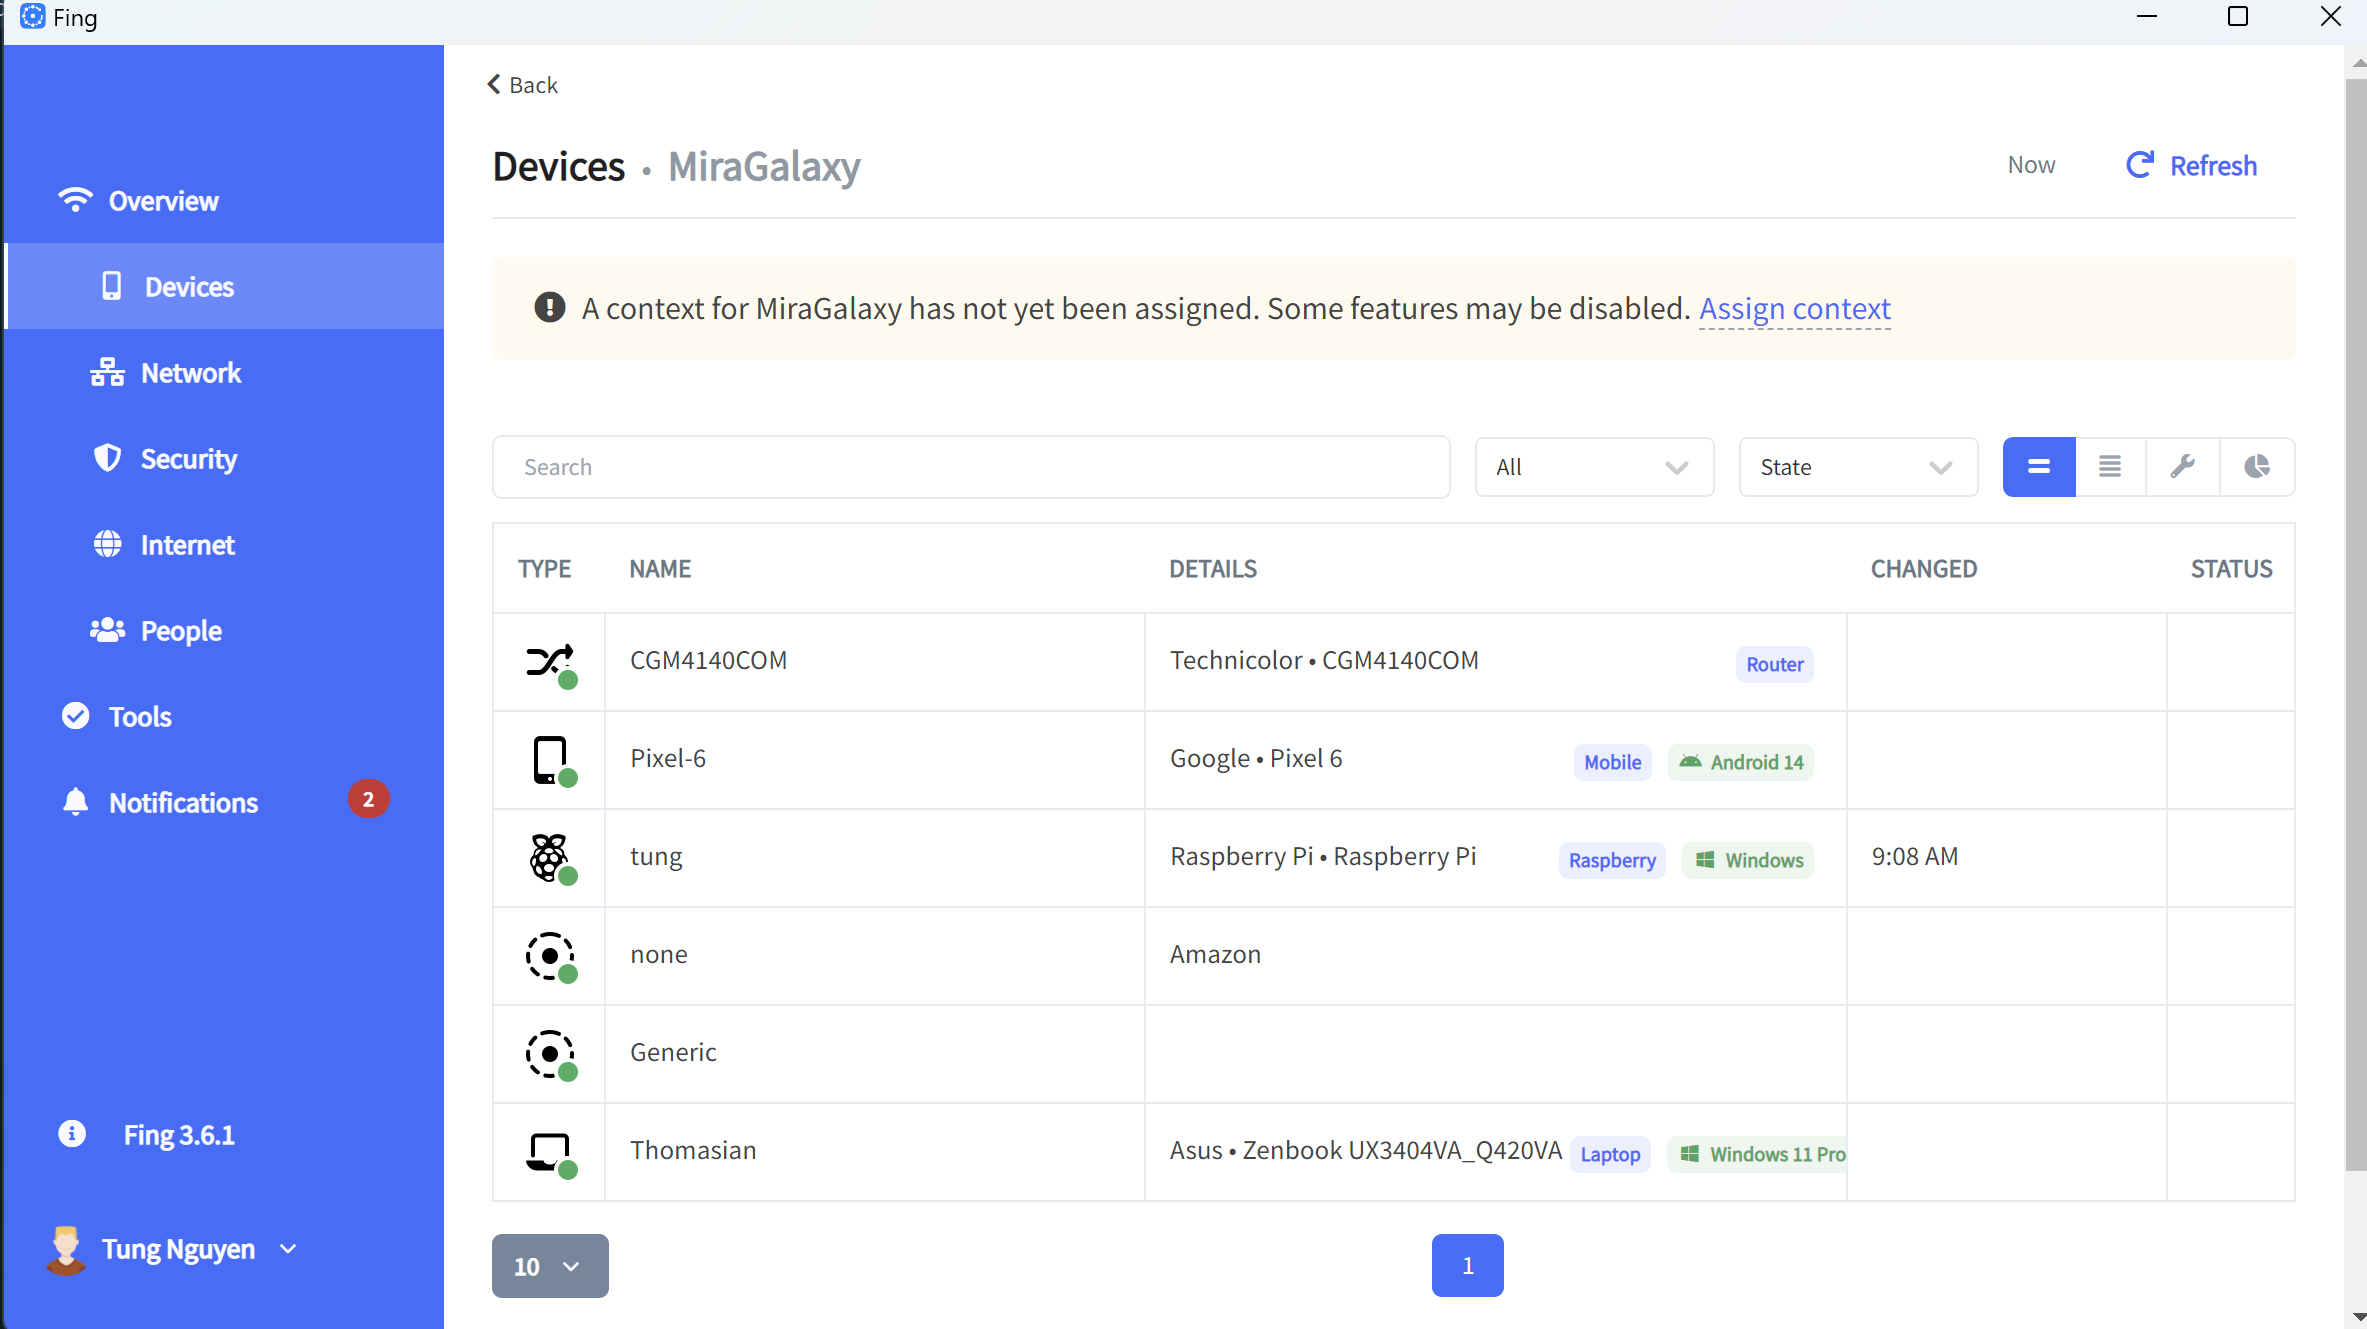 Fing
Back
Devices • MiraGalaxy
Now
Refresh
Overview
Devices
Network
Security
Internet
People
Tools
Notifications 2
Fing 3.6.1
Tung Nguyen
A context for MiraGalaxy has not yet been assigned. Some features may be disabled. Assign context
Search
All
State
TYPE NAME DETAILS CHANGED STATUS
CGM4140COM Technicolor • CGM4140COM Router
Pixel-6 Google • Pixel 6 Mobile Android 14
tung Raspberry Pi • Raspberry Pi Raspberry Windows 9:08 AM
none Amazon
Generic
Thomasian Asus • Zenbook UX3404VA_Q420VA Laptop Windows 11 Pro
10
1